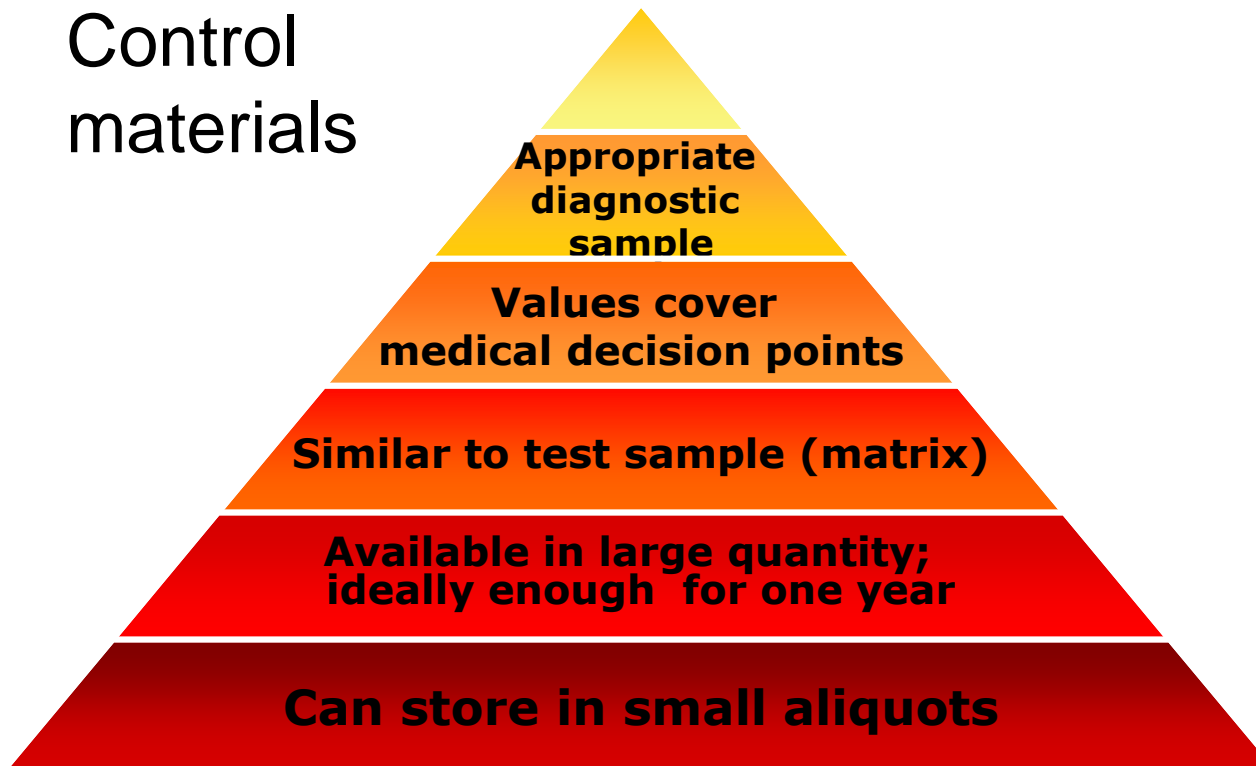 Control
materials
Appropriate
diagnostic
sample
Values cover
medical decision points
Similar to test sample (matrix)
Available in large quantity;
ideally enough for one year
Can store in small aliquots